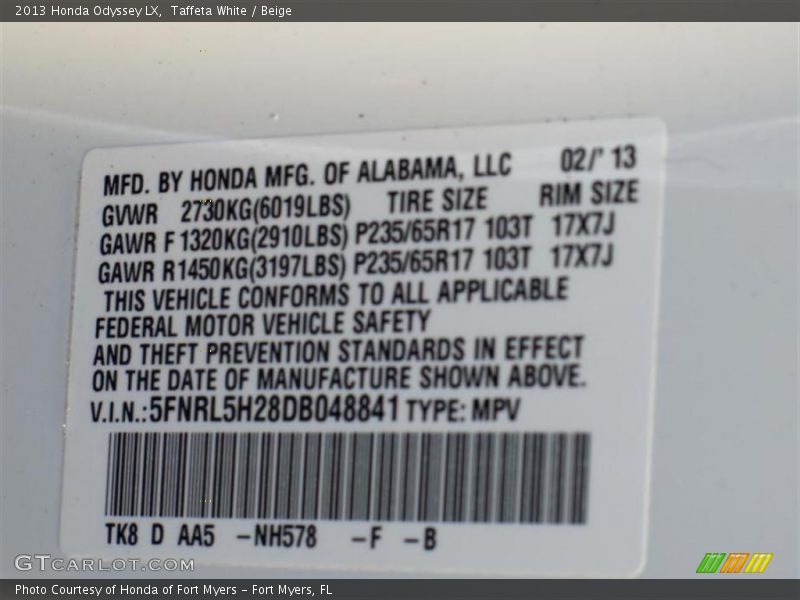 2013 Honda Odyssey LX,  Taffeta White / Beige
MFD. BY HONDA MFG. OF ALABAMA, LLC 02/' 13
GVWR 2730KG(6019LBS) TIRE SIZE RIM SIZE
GAWR F 1320KG(2910LBS) P235/65R17 103T 17X7J
GAWR R1450KG(3197LBS) P235/65R17 103T 17X7J
THIS VEHICLE CONFORMS TO ALL APPLICABLE
FEDERAL MOTOR VEHICLE SAFETY
AND THEFT PREVENTION STANDARDS IN EFFECT
ON THE DATE OF MANUFACTURE SHOWN ABOVE.
V.I.N.:5FNRL5H28DB048841 TYPE: MPV
TK8 D AA5 -NH578 -F -B
GTCARLOT.COM
Photo Courtesy of Honda of Fort Myers - Fort Myers, FL